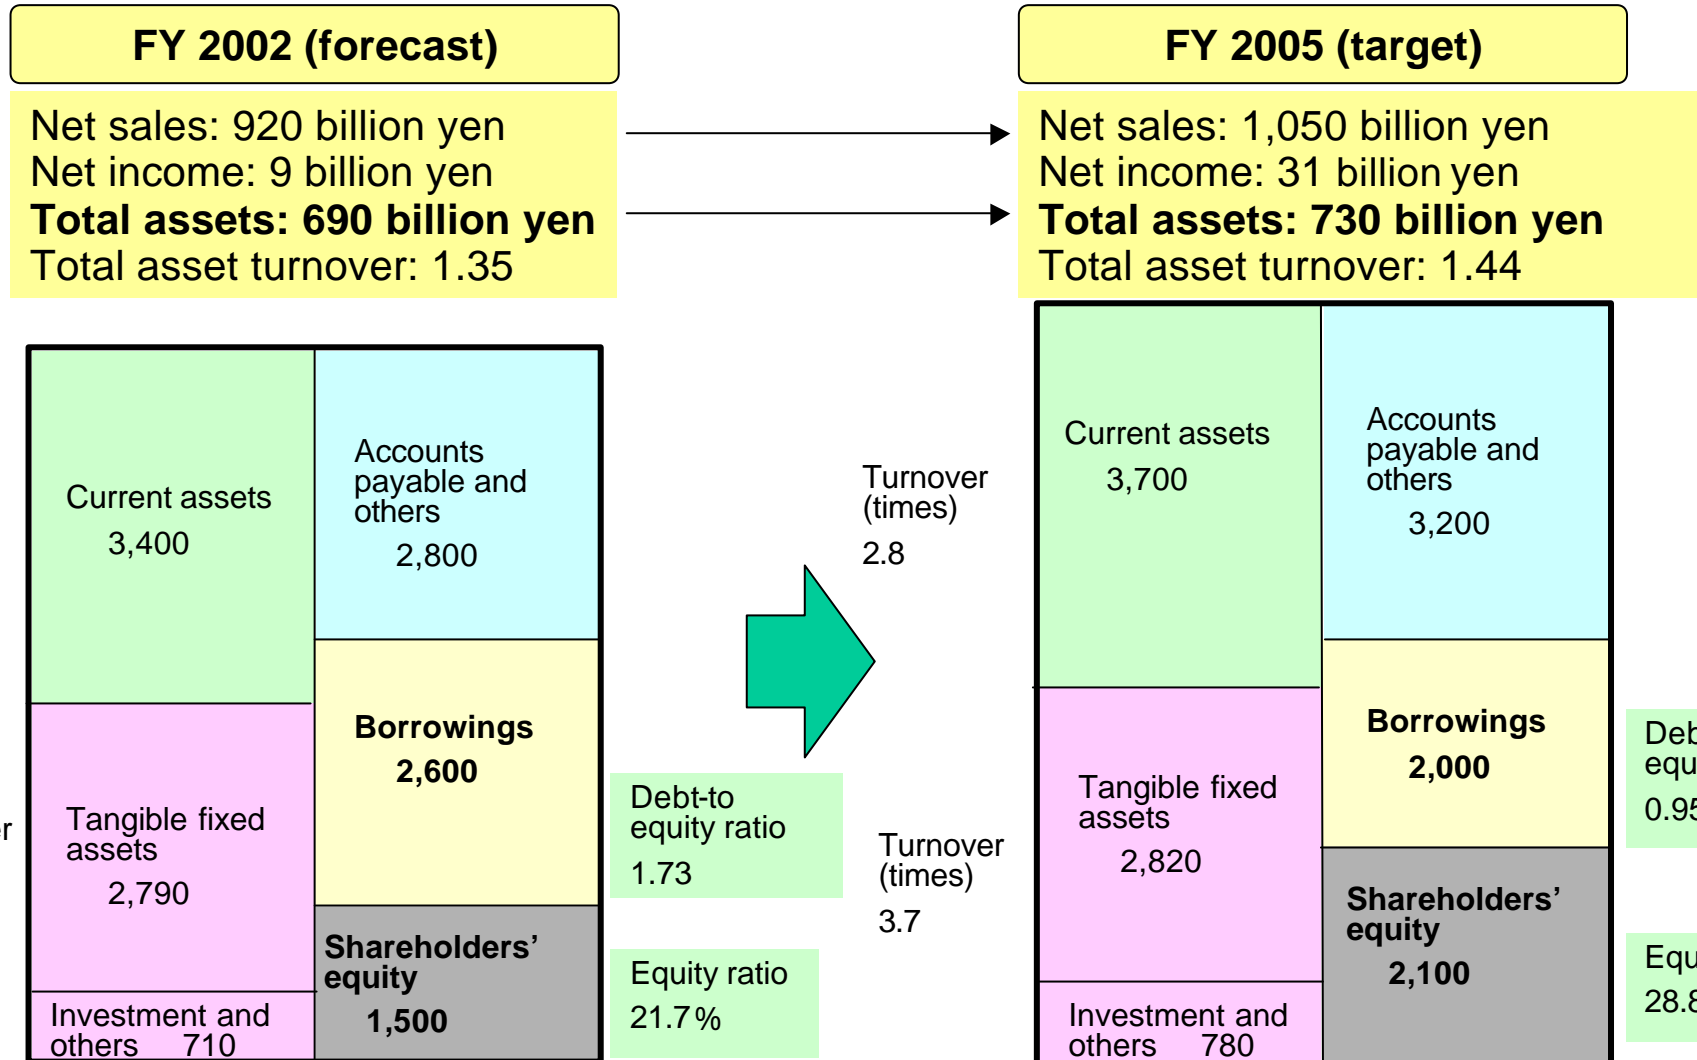 FY 2002 (forecast)
Net sales: 920 billion yen
Net income: 9 billion yen
Total assets: 690 billion yen
Total asset turnover: 1.35
Current assets
3,400
Tangible fixed
assets
2,790
Investment and
others 710
Accounts
payable and
others
2,800
Borrowings
2,600
Shareholders’
equity
1,500
Debt-to
equity ratio
1.73
Equity ratio
21.7%
FY 2005 (target)
Net sales: 1,050 billion yen
Net income: 31 billion yen
Total assets: 730 billion yen
Total asset turnover: 1.44
Turnover
(times)
2.8
Turnover
(times)
3.7
Current assets
3,700
Tangible fixed
assets
2,820
Investment and
others 780
Accounts
payable and
others
3,200
Borrowings
2,000
Shareholders’
equity
2,100